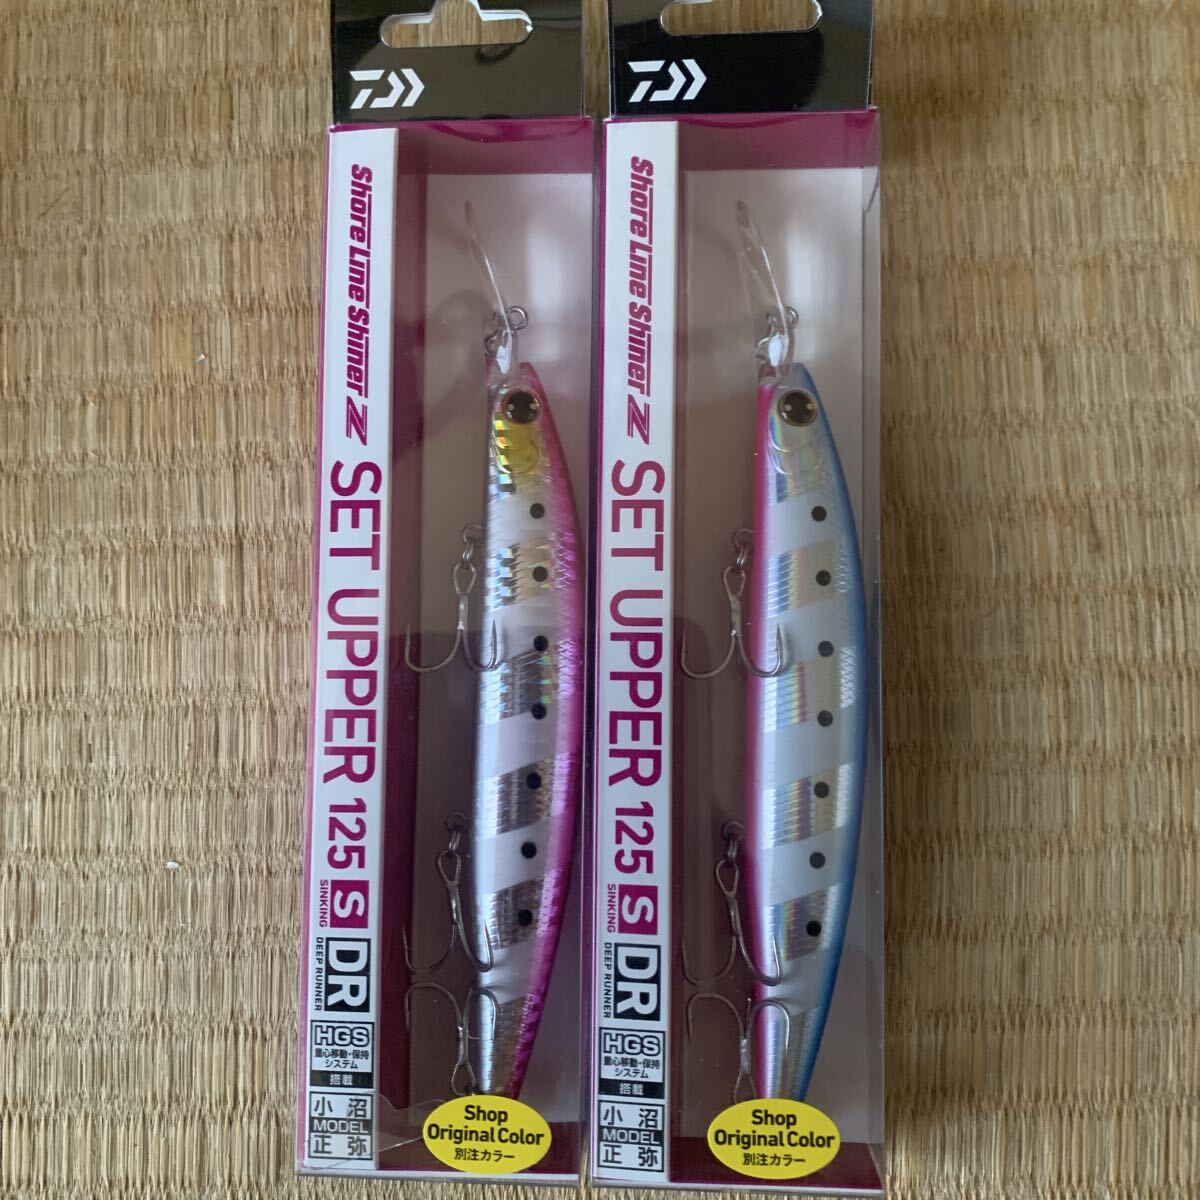 Shore Line Shiner Z
SET UPPER 125 S DR
SINKING
DEEP RUNNER
HGS
重心移動・保持
システム
搭載
小沼
MODEL
正弥
Shop
Original Color
別注カラー
Shore Line Shiner Z
SET UPPER 125 S DR
SINKING
DEEP RUNNER
HGS
重心移動・保持
システム
搭載
小沼
MODEL
正弥
Shop
Original Color
別注カラー